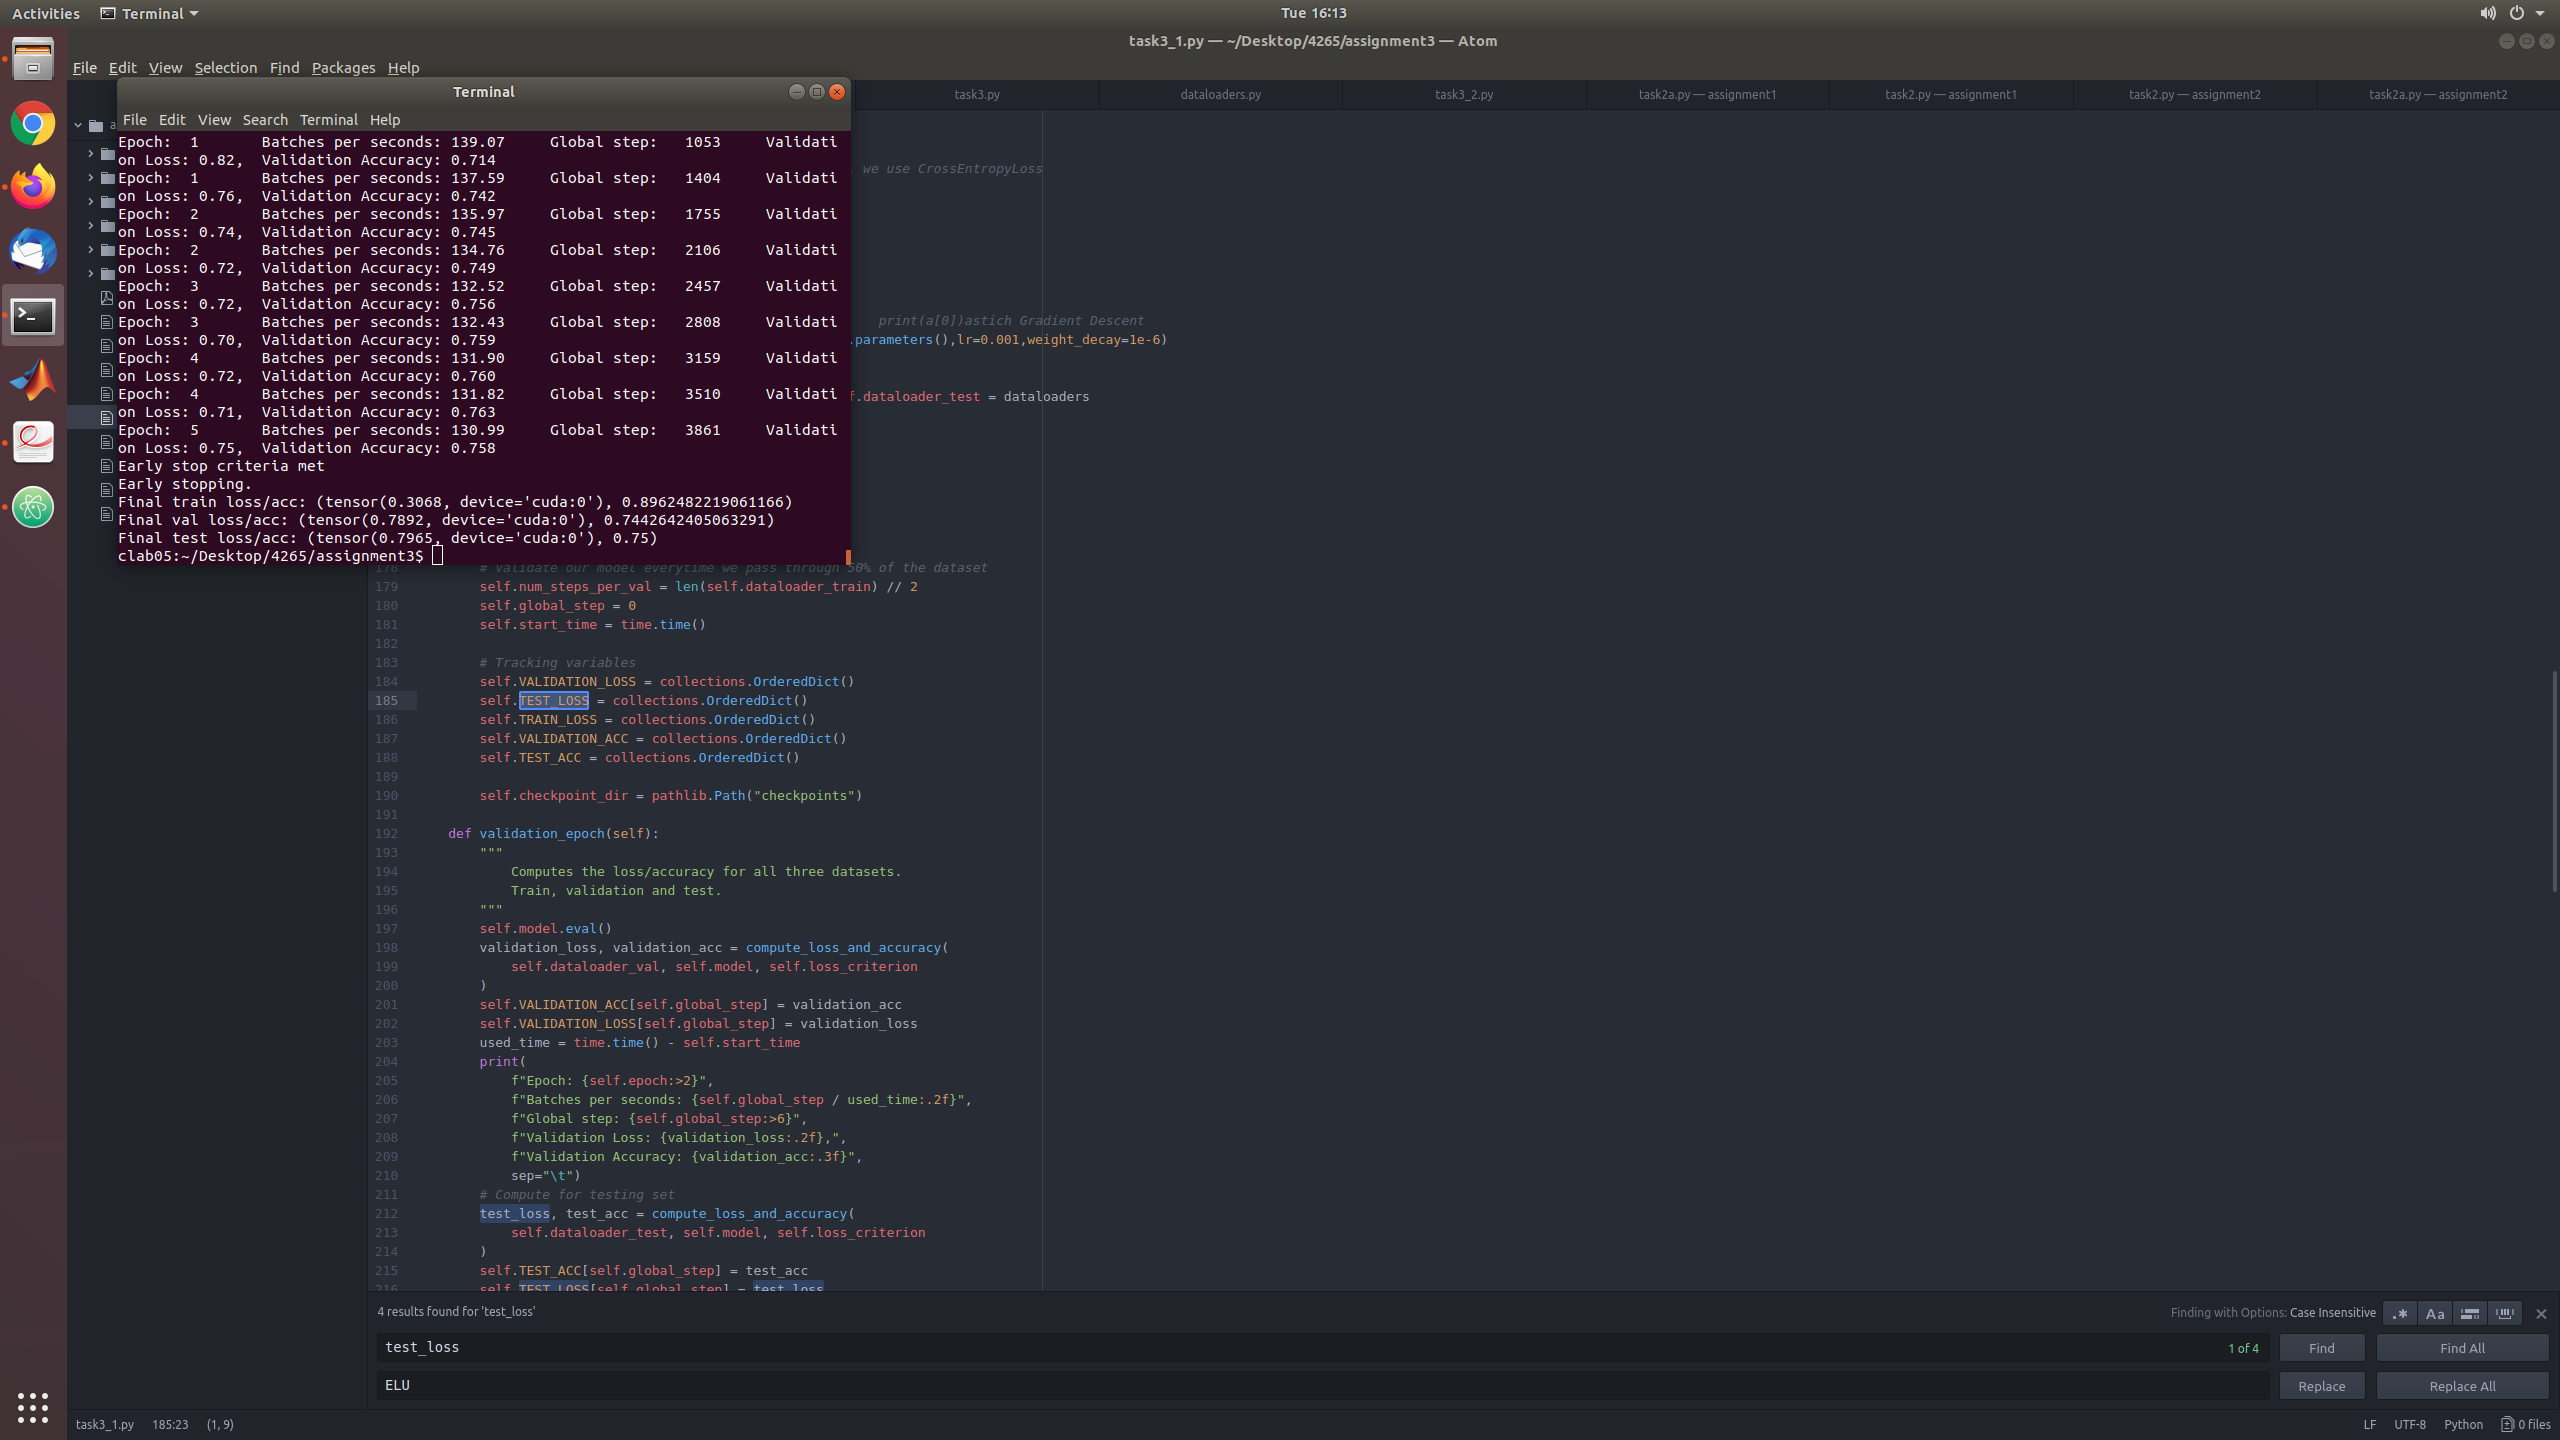 Activities Terminal Tue 16:13
task3_1.py — ~/Desktop/4265/assignment3 — Atom
File Edit View Selection Find Packages Help
Terminal
task3.py dataloaders.py task3_2.py task2a.py — assignment1 task2.py — assignment1 task2.py — assignment2 task2a.py — assignment2
File Edit View Search Terminal Help
Epoch: 1 Batches per seconds: 139.07 Global step: 1053 Validati
on Loss: 0.82, Validation Accuracy: 0.714
Epoch: 1 Batches per seconds: 137.59 Global step: 1404 Validati
on Loss: 0.76, Validation Accuracy: 0.742
Epoch: 2 Batches per seconds: 135.97 Global step: 1755 Validati
on Loss: 0.74, Validation Accuracy: 0.745
Epoch: 2 Batches per seconds: 134.76 Global step: 2106 Validati
on Loss: 0.72, Validation Accuracy: 0.749
Epoch: 3 Batches per seconds: 132.52 Global step: 2457 Validati
on Loss: 0.72, Validation Accuracy: 0.756
Epoch: 3 Batches per seconds: 132.43 Global step: 2808 Validati
on Loss: 0.70, Validation Accuracy: 0.759
Epoch: 4 Batches per seconds: 131.90 Global step: 3159 Validati
on Loss: 0.72, Validation Accuracy: 0.760
Epoch: 4 Batches per seconds: 131.82 Global step: 3510 Validati
on Loss: 0.71, Validation Accuracy: 0.763
Epoch: 5 Batches per seconds: 130.99 Global step: 3861 Validati
on Loss: 0.75, Validation Accuracy: 0.758
Early stop criteria met
Early stopping.
Final train loss/acc: (tensor(0.3068, device='cuda:0'), 0.8962482219061166)
Final val loss/acc: (tensor(0.7892, device='cuda:0'), 0.7442642405063291)
Final test loss/acc: (tensor(0.7965, device='cuda:0'), 0.75)
clab05:~/Desktop/4265/assignment3$
we use CrossEntropyLoss
print(a[0])astich Gradient Descent
.parameters(),lr=0.001,weight_decay=1e-6)
f.dataloader_test = dataloaders
178 # Validate our model everytime we pass through 50% of the dataset
179 self.num_steps_per_val = len(self.dataloader_train) // 2
180 self.global_step = 0
181 self.start_time = time.time()
182
183 # Tracking variables
184 self.VALIDATION_LOSS = collections.OrderedDict()
185 self.TEST_LOSS = collections.OrderedDict()
186 self.TRAIN_LOSS = collections.OrderedDict()
187 self.VALIDATION_ACC = collections.OrderedDict()
188 self.TEST_ACC = collections.OrderedDict()
189
190 self.checkpoint_dir = pathlib.Path("checkpoints")
191
192 def validation_epoch(self):
193 """
194 Computes the loss/accuracy for all three datasets.
195 Train, validation and test.
196 """
197 self.model.eval()
198 validation_loss, validation_acc = compute_loss_and_accuracy(
199 self.dataloader_val, self.model, self.loss_criterion
200 )
201 self.VALIDATION_ACC[self.global_step] = validation_acc
202 self.VALIDATION_LOSS[self.global_step] = validation_loss
203 used_time = time.time() - self.start_time
204 print(
205 f"Epoch: {self.epoch:>2}",
206 f"Batches per seconds: {self.global_step / used_time:.2f}",
207 f"Global step: {self.global_step:>6}",
208 f"Validation Loss: {validation_loss:.2f},",
209 f"Validation Accuracy: {validation_acc:.3f}",
210 sep="\t")
211 # Compute for testing set
212 test_loss, test_acc = compute_loss_and_accuracy(
213 self.dataloader_test, self.model, self.loss_criterion
214 )
215 self.TEST_ACC[self.global_step] = test_acc
216 self.TEST_LOSS[self.global_step] = test_loss
4 results found for 'test_loss' Finding with Options: Case Insensitive .* Aa
test_loss 1 of 4 Find Find All
ELU Replace Replace All
task3_1.py 185:23 (1, 9) LF UTF-8 Python 0 files